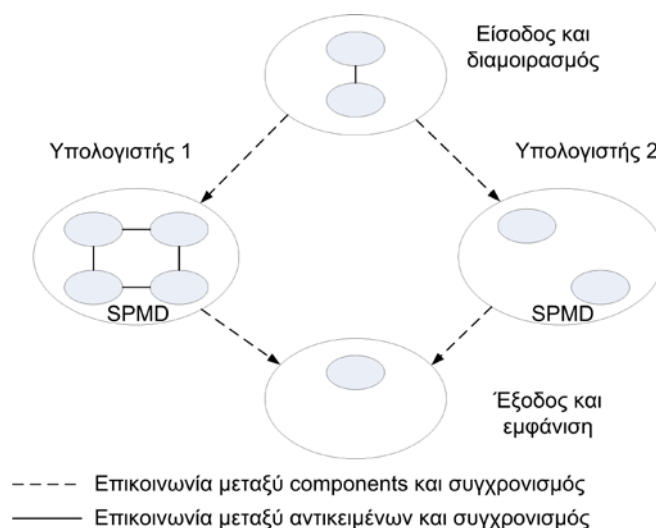 Είσοδος και
διαμοιρασμός
Υπολογιστής 1
Υπολογιστής 2
SPMD
SPMD
Έξοδος και
εμφάνιση
Επικοινωνία μεταξύ components και συγχρονισμός
Επικοινωνία μεταξύ αντικειμένων και συγχρονισμός